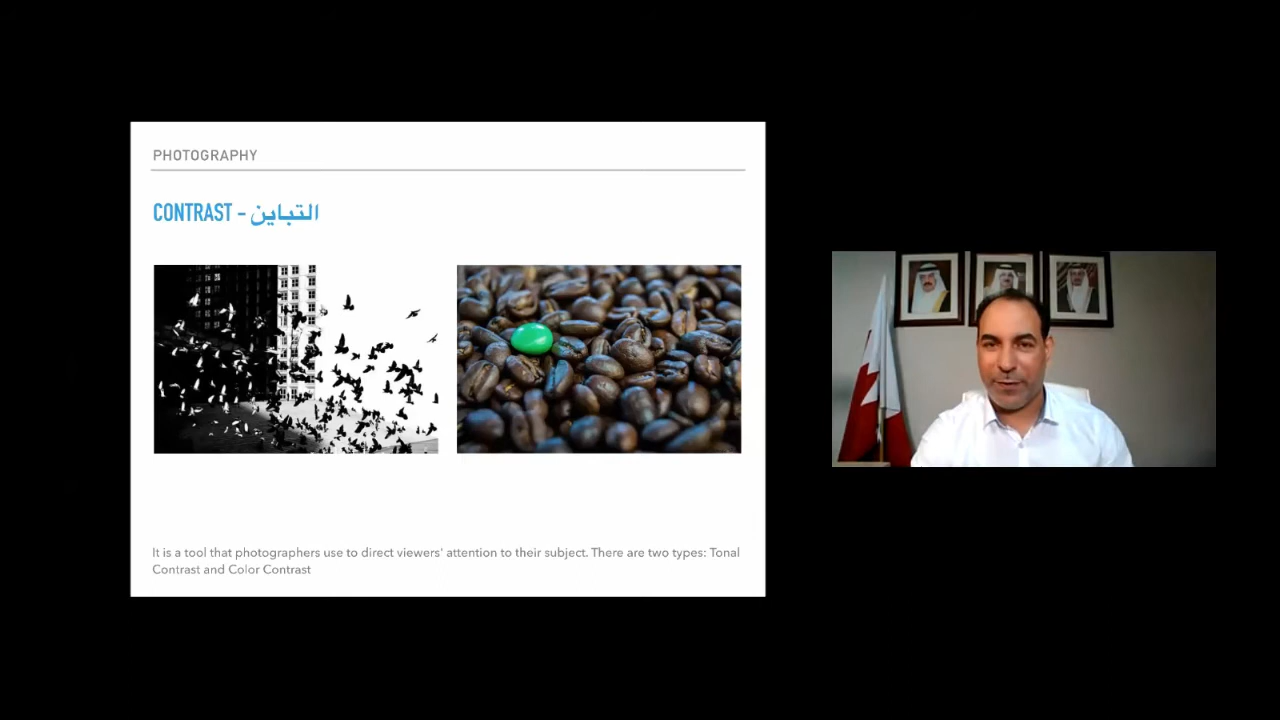 PHOTOGRAPHY
CONTRAST - التباين
It is a tool that photographers use to direct viewers' attention to their subject. There are two types: Tonal
Contrast and Color Contrast